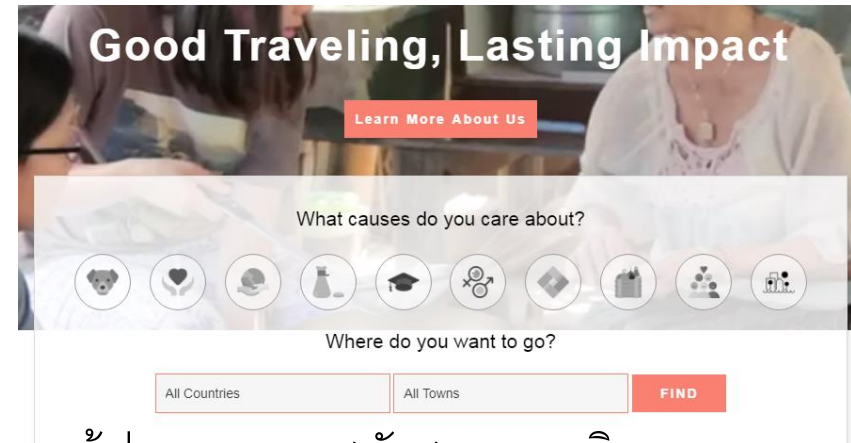 Good Traveling, Lasting Impact
Learn More About Us
What causes do you care about?
Where do you want to go?
All Countries
All Towns
FIND